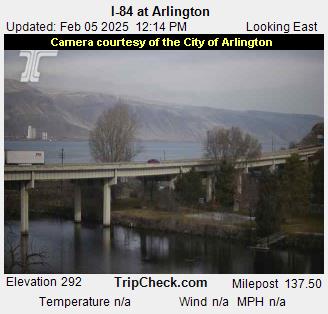 I-84 at Arlington
Updated: Feb 05 2025 12:14 PM Looking East
Camera courtesy of the City of Arlington
Elevation 292 TripCheck.com Milepost 137.50
Temperature n/a Wind n/a MPH n/a